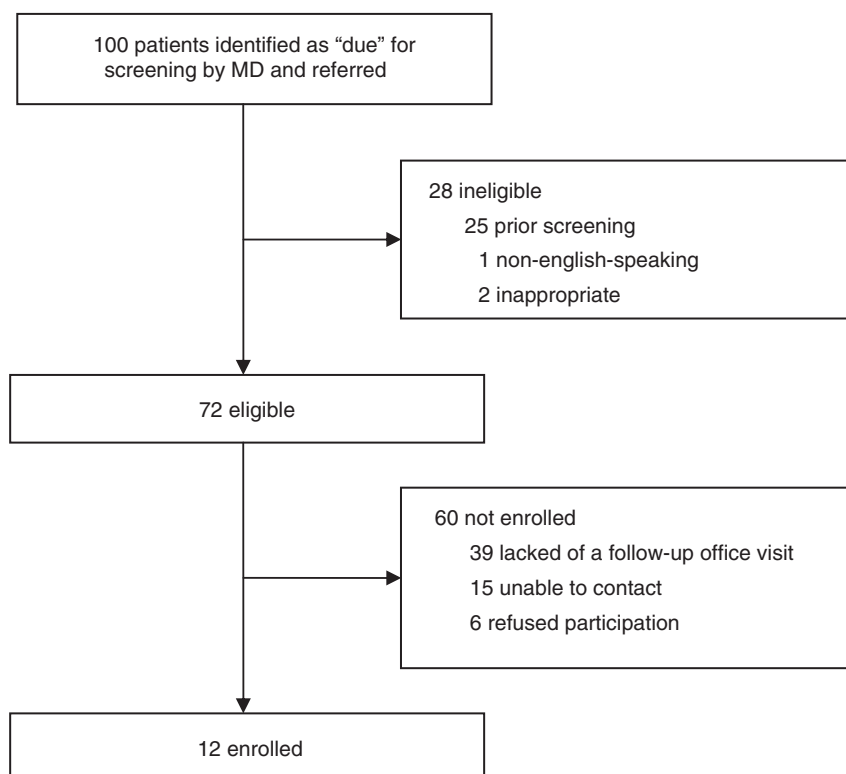 100 patients identified as “due” for
screening by MD and referred
28 ineligible
25 prior screening
1 non-english-speaking
2 inappropriate
72 eligible
60 not enrolled
39 lacked of a follow-up office visit
15 unable to contact
6 refused participation
12 enrolled